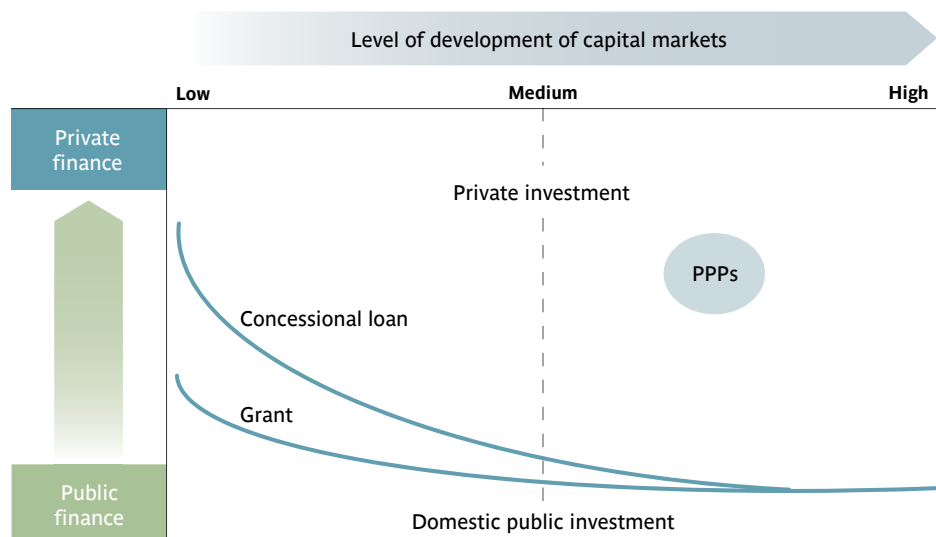 Level of development of capital markets
Low Medium High
Private
finance
Private investment
PPPs
Concessional loan
Grant
Public
finance
Domestic public investment